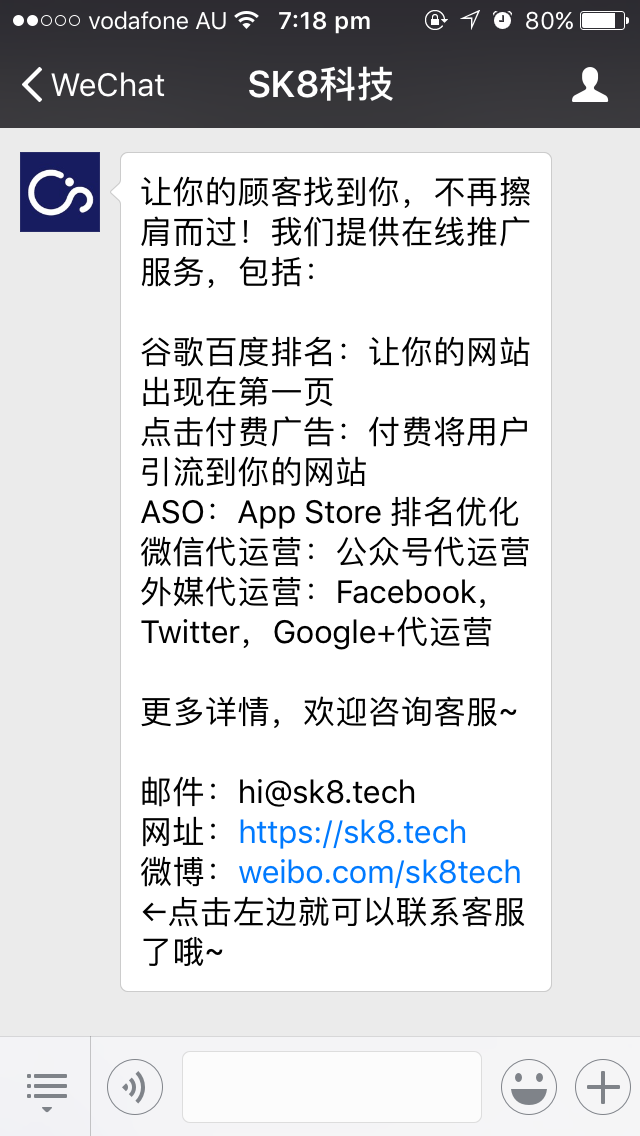 vodafone AU 7:18 pm 80%
WeChat SK8科技
让你的顾客找到你，不再擦
肩而过！我们提供在线推广
服务，包括：
谷歌百度排名：让你的网站
出现在第一页
点击付费广告：付费将用户
引流到你的网站
ASO：App Store 排名优化
微信代运营：公众号代运营
外媒代运营：Facebook，
Twitter，Google+代运营
更多详情，欢迎咨询客服~
邮件：hi@sk8.tech
网址：https://sk8.tech
微博：weibo.com/sk8tech
←点击左边就可以联系客服
了哦~